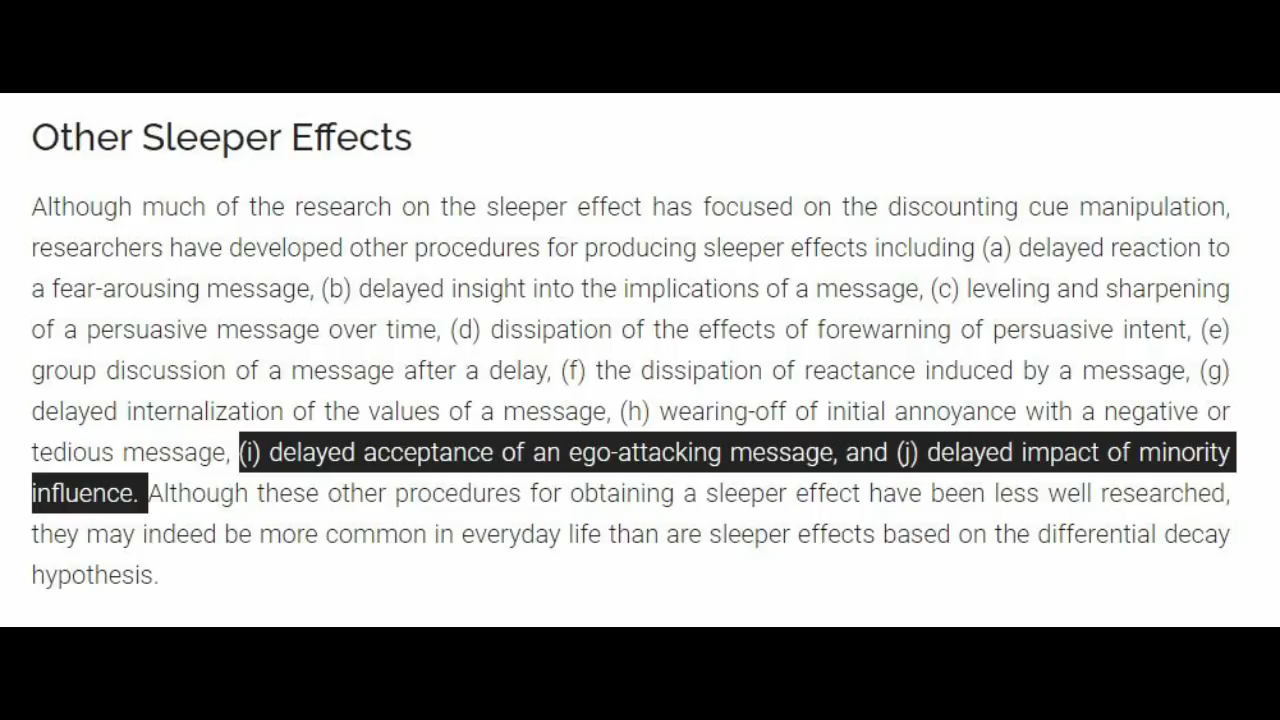 Other Sleeper Effects
Although much of the research on the sleeper effect has focused on the discounting cue manipulation,
researchers have developed other procedures for producing sleeper effects including (a) delayed reaction to
a fear-arousing message, (b) delayed insight into the implications of a message, (c) leveling and sharpening
of a persuasive message over time, (d) dissipation of the effects of forewarning of persuasive intent, (e)
group discussion of a message after a delay, (f) the dissipation of reactance induced by a message, (g)
delayed internalization of the values of a message, (h) wearing-off of initial annoyance with a negative or
tedious message, (i) delayed acceptance of an ego-attacking message, and (j) delayed impact of minority
influence. Although these other procedures for obtaining a sleeper effect have been less well researched,
they may indeed be more common in everyday life than are sleeper effects based on the differential decay
hypothesis.